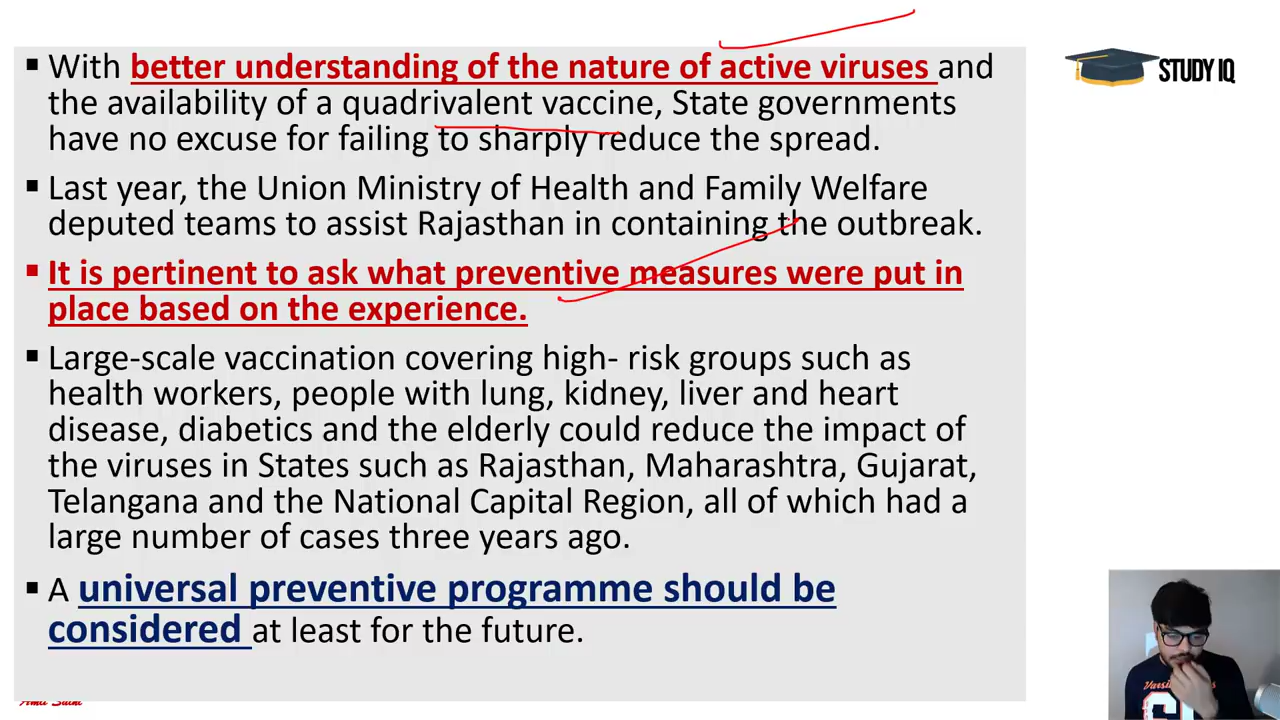 ▪ With better understanding of the nature of active viruses and
the availability of a quadrivalent vaccine, State governments
have no excuse for failing to sharply reduce the spread.
▪ Last year, the Union Ministry of Health and Family Welfare
deputed teams to assist Rajasthan in containing the outbreak.
▪ It is pertinent to ask what preventive measures were put in
place based on the experience.
▪ Large-scale vaccination covering high- risk groups such as
health workers, people with lung, kidney, liver and heart
disease, diabetics and the elderly could reduce the impact of
the viruses in States such as Rajasthan, Maharashtra, Gujarat,
Telangana and the National Capital Region, all of which had a
large number of cases three years ago.
▪ A universal preventive programme should be
considered at least for the future.
STUDY IQ